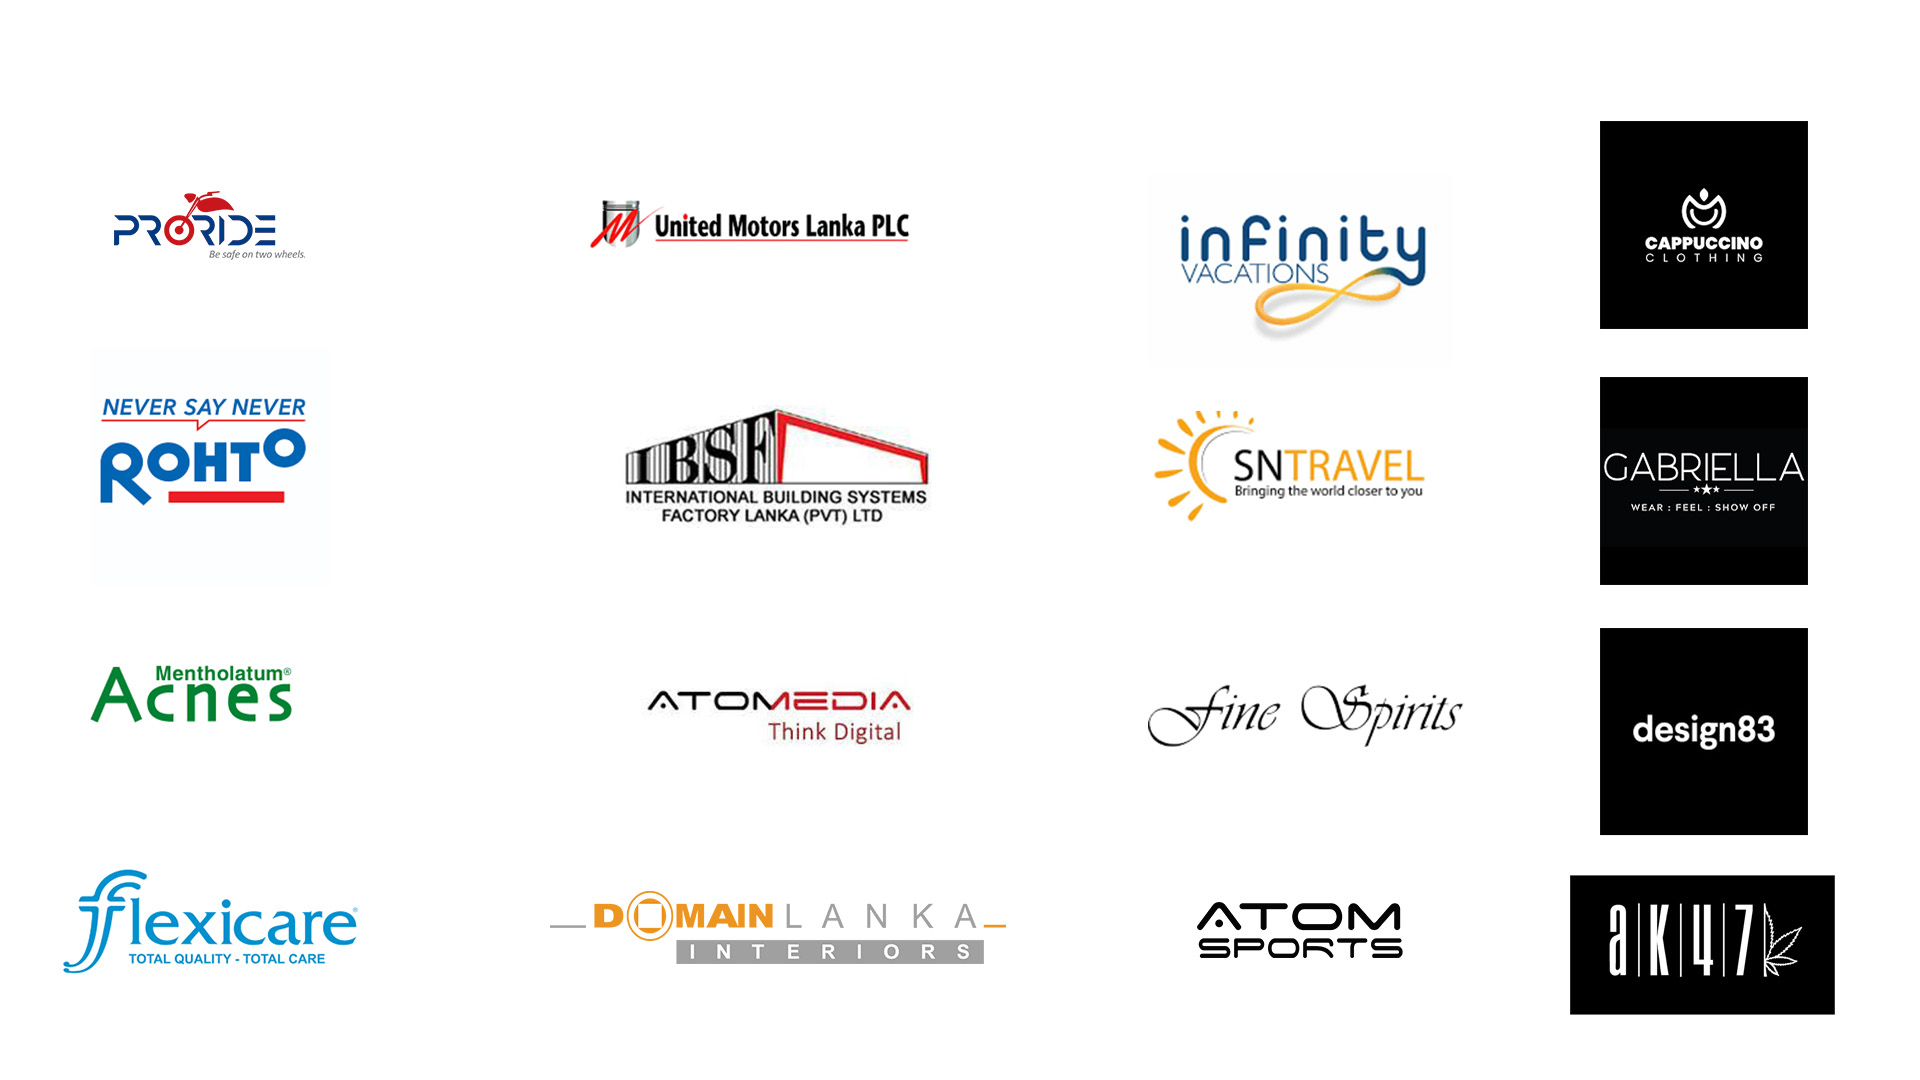 PRORIDE
Be safe on two wheels.
United Motors Lanka PLC
infinity
VACATIONS
CAPPUCCINO
CLOTHING
NEVER SAY NEVER
ROHTO
IBSF
INTERNATIONAL BUILDING SYSTEMS
FACTORY LANKA (PVT) LTD
SNTRAVEL
Bringing the world closer to you
GABRIELLA
WEAR : FEEL : SHOW OFF
Mentholatum®
Acnes
ATOMEDIA
Think Digital
Fine Spirits
design83
flexicare®
TOTAL QUALITY - TOTAL CARE
DOMAIN LANKA
INTERIORS
ATOM
SPORTS
aK47